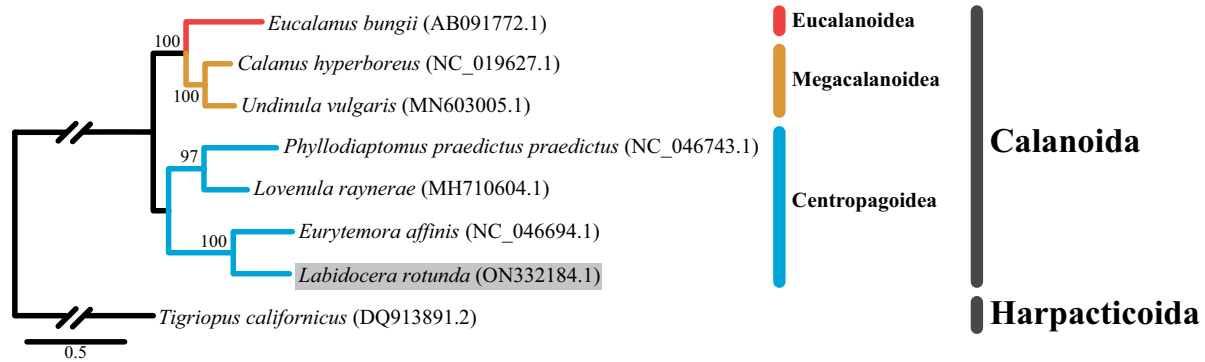 Eucalanus bungii (AB091772.1)
Eucalanoidea
100
Calanus hyperboreus (NC_019627.1)
Megacalanoidea
100
Undinula vulgaris (MN603005.1)
Calanoida
Phyllodiaptomus praedictus praedictus (NC_046743.1)
97
Lovenula raynerae (MH710604.1)
Centropagoidea
Eurytemora affinis (NC_046694.1)
100
Labidocera rotunda (ON332184.1)
Tigriopus californicus (DQ913891.2)
Harpacticoida
0.5